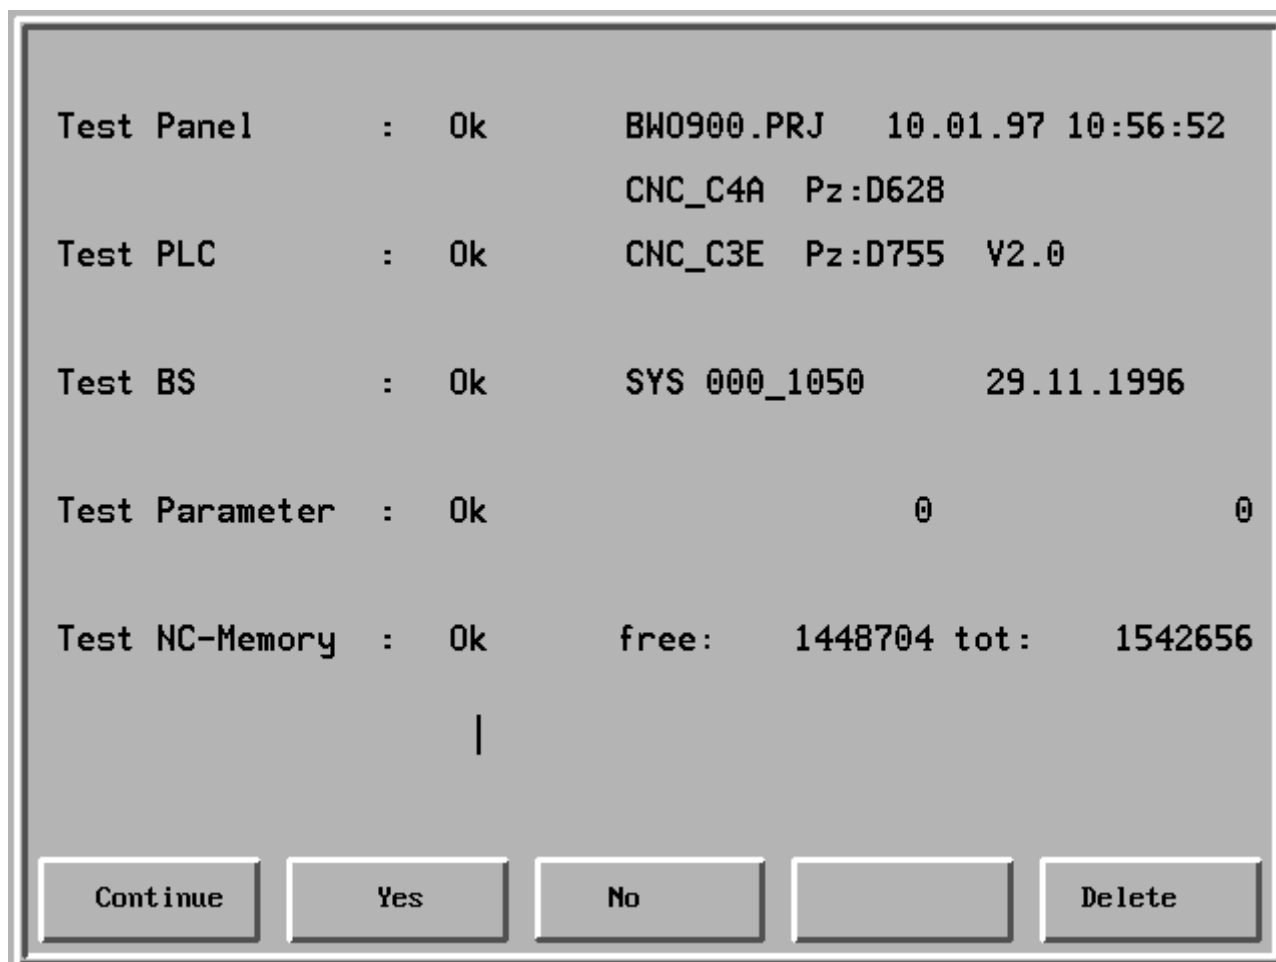 Test Panel : Ok BWO900.PRJ 10.01.97 10:56:52
CNC_C4A Pz:D628
Test PLC : Ok CNC_C3E Pz:D755 V2.0
Test BS : Ok SYS 000_1050 29.11.1996
Test Parameter : Ok 0 0
Test NC-Memory : Ok free: 1448704 tot: 1542656
Continue Yes No Delete